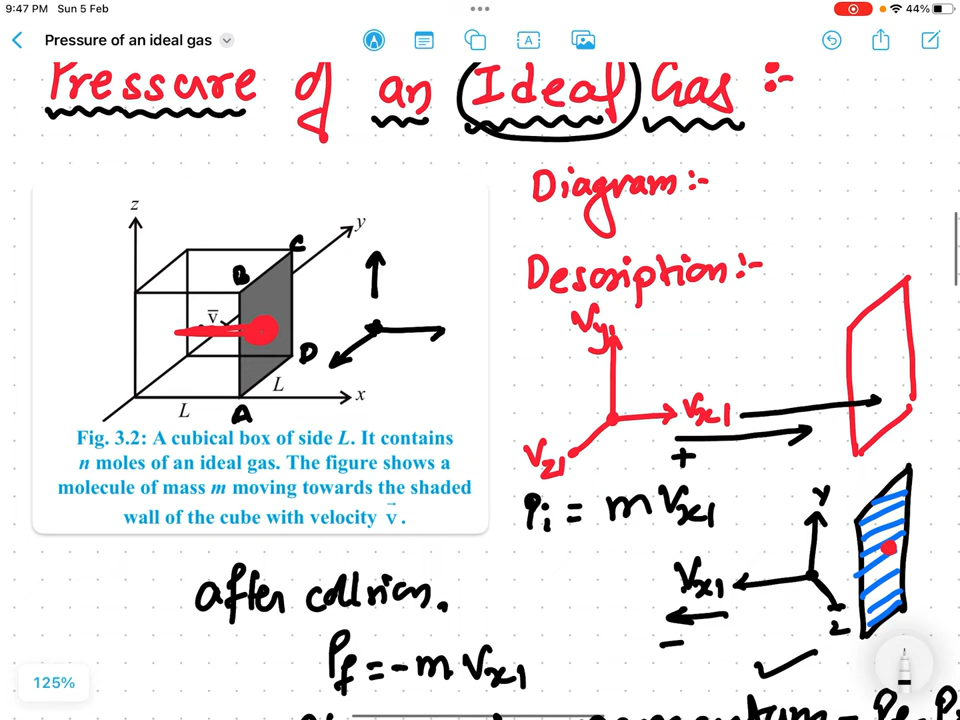 9:47 PM Sun 5 Feb
44%
Pressure of an ideal gas
A
Pressure of an Ideal Gas :-
Diagram :-
Description :-
z
y
x
C
B
D
A
v
L
L
Fig. 3.2: A cubical box of side L. It contains
n moles of an ideal gas. The figure shows a
molecule of mass m moving towards the shaded
wall of the cube with velocity v⃗ .
Vy
Vx1
Vz1
+
Pi = m Vx1
Y
Vx1
−
z
after collision.
Pf = - m Vx1
125%